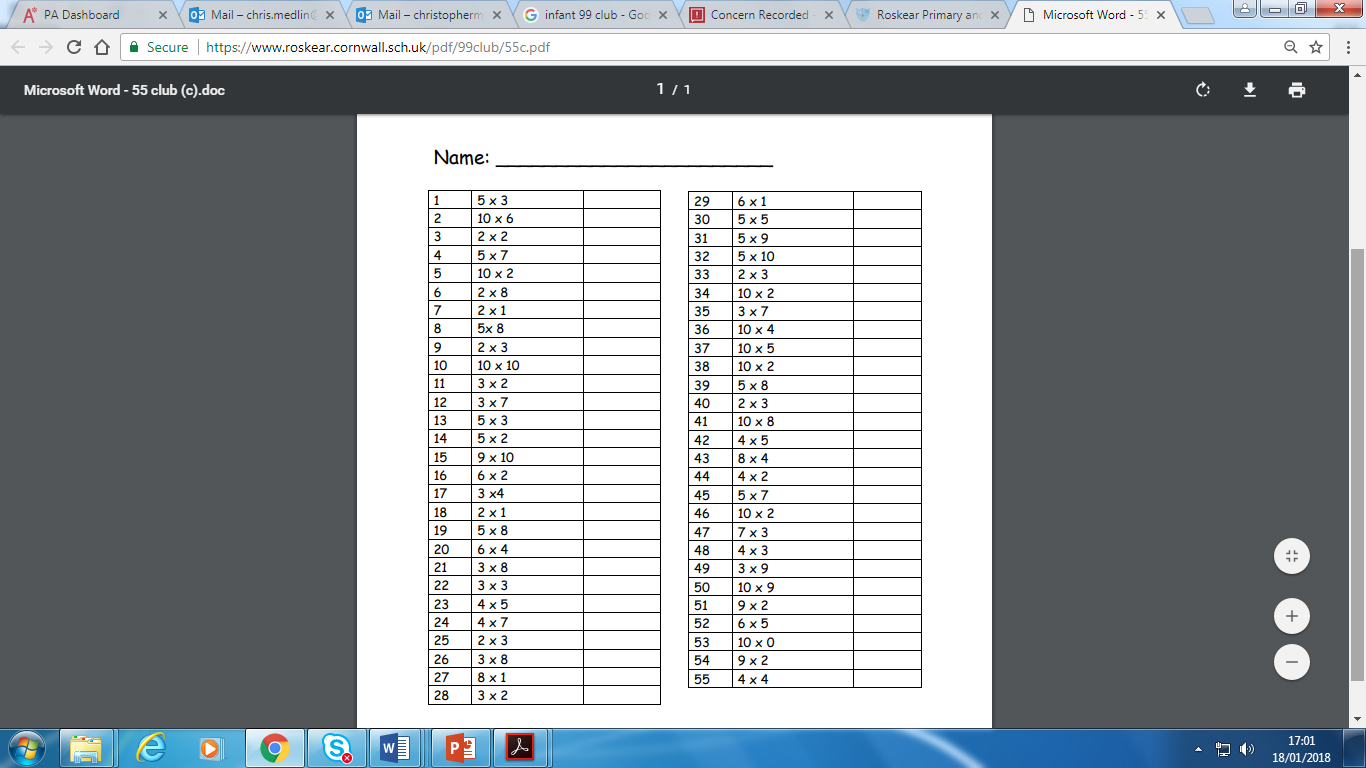 PA Dashboard
Mail – chris.medlin@
Mail – christopherm
infant 99 club - Goo
Concern Recorded -
Roskear Primary and
Microsoft Word - 55
Secure https://www.roskear.cornwall.sch.uk/pdf/99club/55c.pdf
Microsoft Word - 55 club (c).doc
1 / 1
Name: ________________________
1 5 x 3
2 10 x 6
3 2 x 2
4 5 x 7
5 10 x 2
6 2 x 8
7 2 x 1
8 5x 8
9 2 x 3
10 10 x 10
11 3 x 2
12 3 x 7
13 5 x 3
14 5 x 2
15 9 x 10
16 6 x 2
17 3 x4
18 2 x 1
19 5 x 8
20 6 x 4
21 3 x 8
22 3 x 3
23 4 x 5
24 4 x 7
25 2 x 3
26 3 x 8
27 8 x 1
28 3 x 2
29 6 x 1
30 5 x 5
31 5 x 9
32 5 x 10
33 2 x 3
34 10 x 2
35 3 x 7
36 10 x 4
37 10 x 5
38 10 x 2
39 5 x 8
40 2 x 3
41 10 x 8
42 4 x 5
43 8 x 4
44 4 x 2
45 5 x 7
46 10 x 2
47 7 x 3
48 4 x 3
49 3 x 9
50 10 x 9
51 9 x 2
52 6 x 5
53 10 x 0
54 9 x 2
55 4 x 4
17:01
18/01/2018